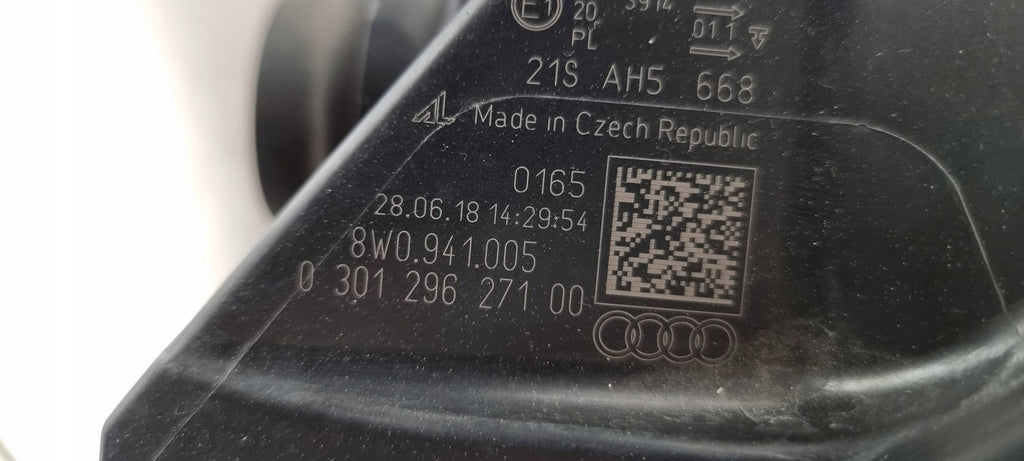 E1
20
PL
011
21S AH5 668
AL Made in Czech Republic
0165
28.06.18 14:29:54
8W0.941.005
0 301 296 271 00